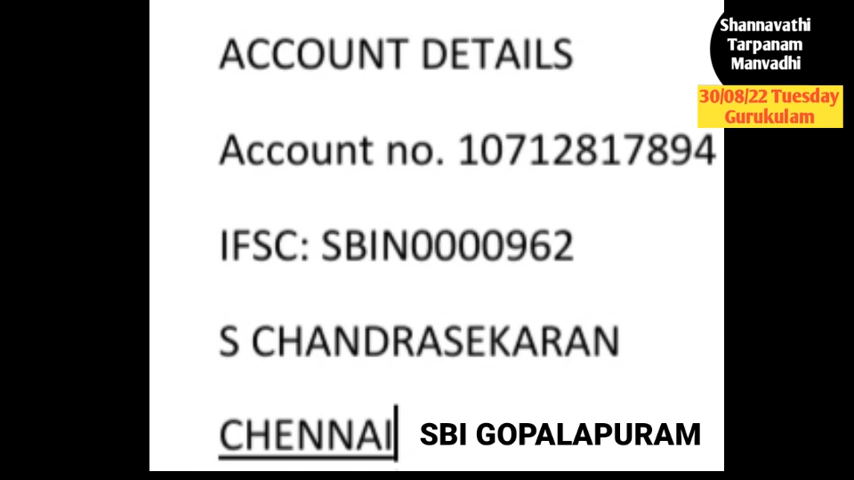 ACCOUNT DETAILS
Account no. 10712817894
IFSC: SBIN0000962
S CHANDRASEKARAN
CHENNAI SBI GOPALAPURAM
Shannavathi
Tarpanam
Manvadhi
30/08/22 Tuesday
Gurukulam